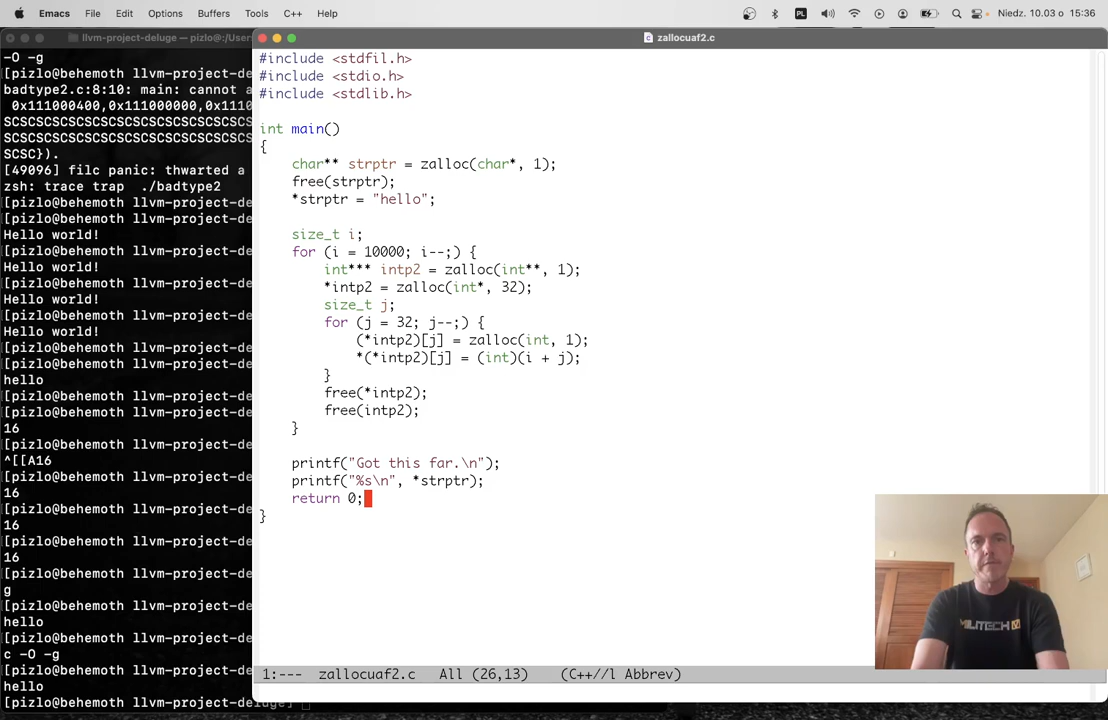 Emacs File Edit Options Buffers Tools C++ Help
PL
Niedz. 10.03 o 15:36
llvm-project-deluge — pizlo@:/User
-O -g
[pizlo@behemoth llvm-project-de
badtype2.c:8:10: main: cannot a
0x111000400,0x111000000,0x1110
SCSCSCSCSCSCSCSCSCSCSCSCSCSCSCS
SCSCSCSCSCSCSCSCSCSCSCSCSCSCSCS
SCSC}).
[49096] filc panic: thwarted a
zsh: trace trap ./badtype2
[pizlo@behemoth llvm-project-de
[pizlo@behemoth llvm-project-de
Hello world!
[pizlo@behemoth llvm-project-de
Hello world!
[pizlo@behemoth llvm-project-de
Hello world!
[pizlo@behemoth llvm-project-de
Hello world!
[pizlo@behemoth llvm-project-de
[pizlo@behemoth llvm-project-de
hello
[pizlo@behemoth llvm-project-de
16
[pizlo@behemoth llvm-project-de
^[[A16
[pizlo@behemoth llvm-project-de
16
[pizlo@behemoth llvm-project-de
16
[pizlo@behemoth llvm-project-de
16
[pizlo@behemoth llvm-project-de
g
[pizlo@behemoth llvm-project-de
hello
[pizlo@behemoth llvm-project-de
c -O -g
[pizlo@behemoth llvm-project-de
hello
[pizlo@behemoth llvm-project-deluge]
zallocuaf2.c
#include <stdfil.h>
#include <stdio.h>
#include <stdlib.h>
int main()
{
char** strptr = zalloc(char*, 1);
free(strptr);
*strptr = "hello";
size_t i;
for (i = 10000; i--;) {
int*** intp2 = zalloc(int**, 1);
*intp2 = zalloc(int*, 32);
size_t j;
for (j = 32; j--;) {
(*intp2)[j] = zalloc(int, 1);
*(*intp2)[j] = (int)(i + j);
}
free(*intp2);
free(intp2);
}
printf("Got this far.\n");
printf("%s\n", *strptr);
return 0;
}
1:--- zallocuaf2.c All (26,13) (C++//l Abbrev)
MILITECH